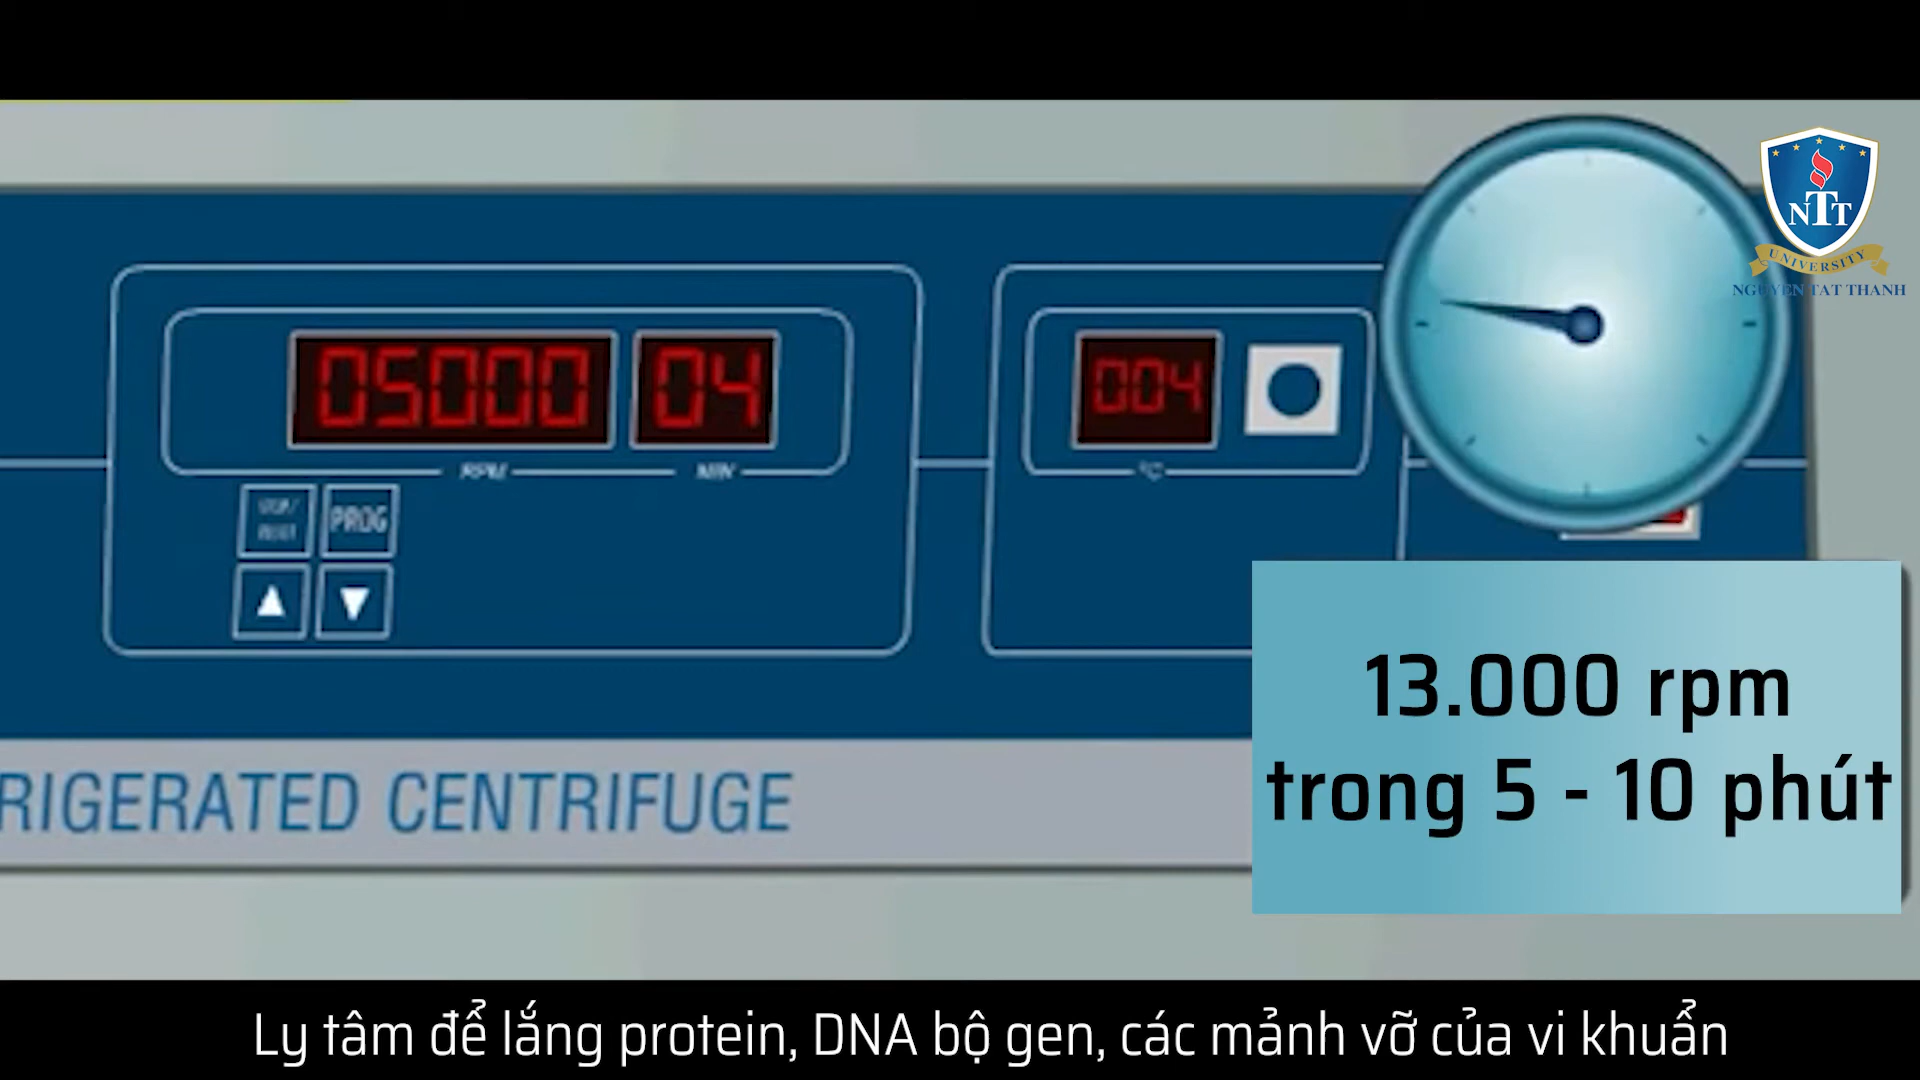 NTT
UNIVERSITY
NGUYEN TAT THANH
05000 04
004
RPM MIN
°C
PROG
RIGERATED CENTRIFUGE
13.000 rpm
trong 5 - 10 phút
Ly tâm để lắng protein, DNA bộ gen, các mảnh vỡ của vi khuẩn